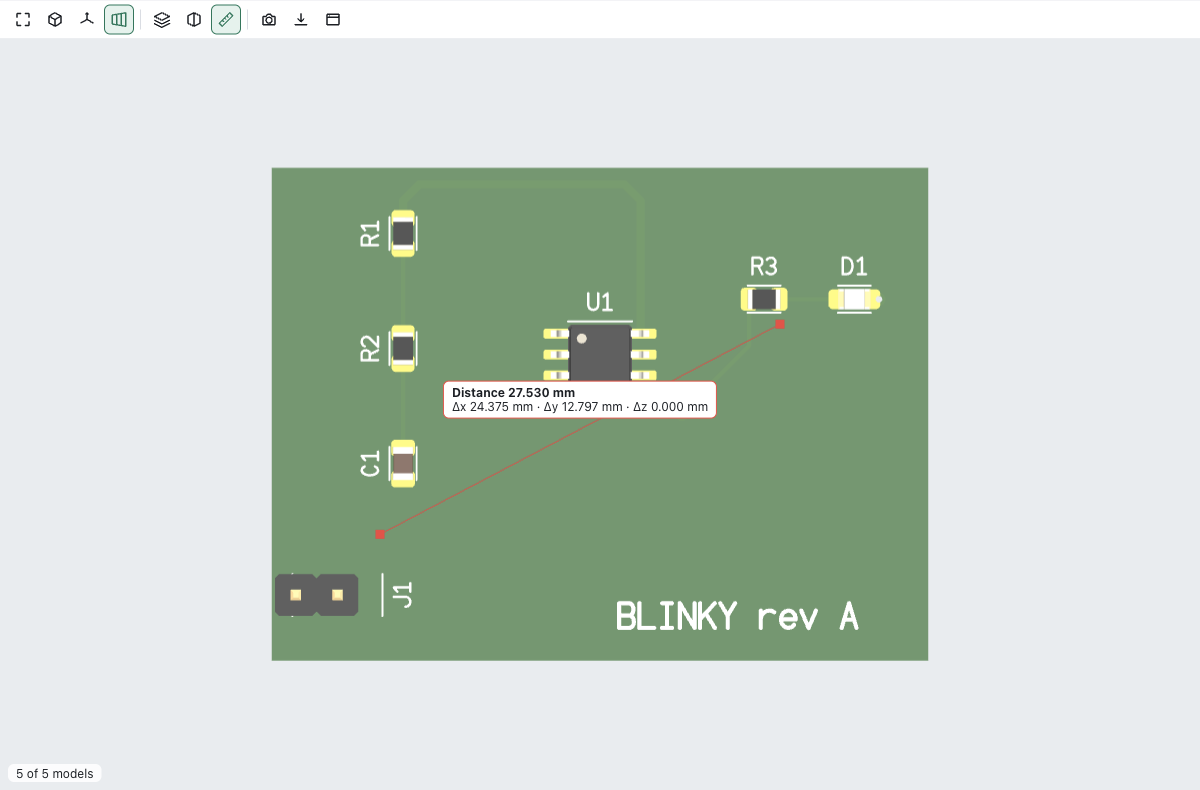 R1
R3 D1
U1
R2
Distance 27.530 mm
Δx 24.375 mm · Δy 12.797 mm · Δz 0.000 mm
C1
J1
BLINKY rev A
5 of 5 models